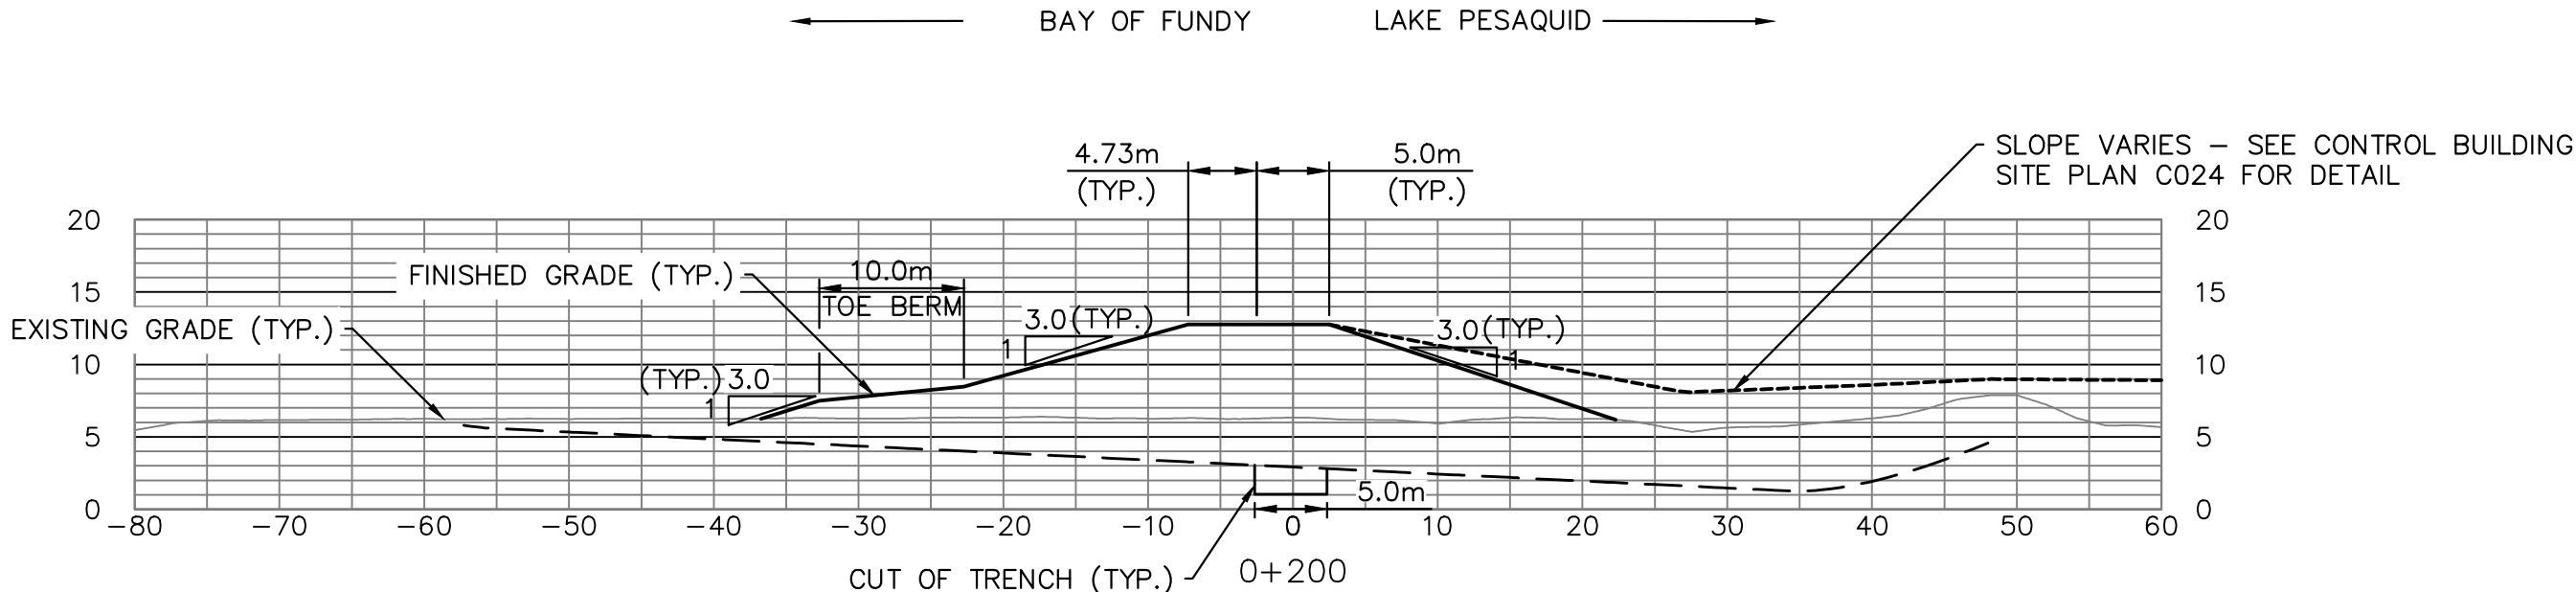 BAY OF FUNDY
LAKE PESAQUID
SLOPE VARIES – SEE CONTROL BUILDING
SITE PLAN C024 FOR DETAIL
4.73m
(TYP.)
5.0m
(TYP.)
20
20
FINISHED GRADE (TYP.)
10.0m
TOE BERM
15
15
EXISTING GRADE (TYP.)
3.0 (TYP.)
1
3.0 (TYP.)
1
10
10
(TYP.) 3.0
1
5
5
5.0m
0
0
-80 -70 -60 -50 -40 -30 -20 -10 0 10 20 30 40 50 60
CUT OF TRENCH (TYP.)
0+200